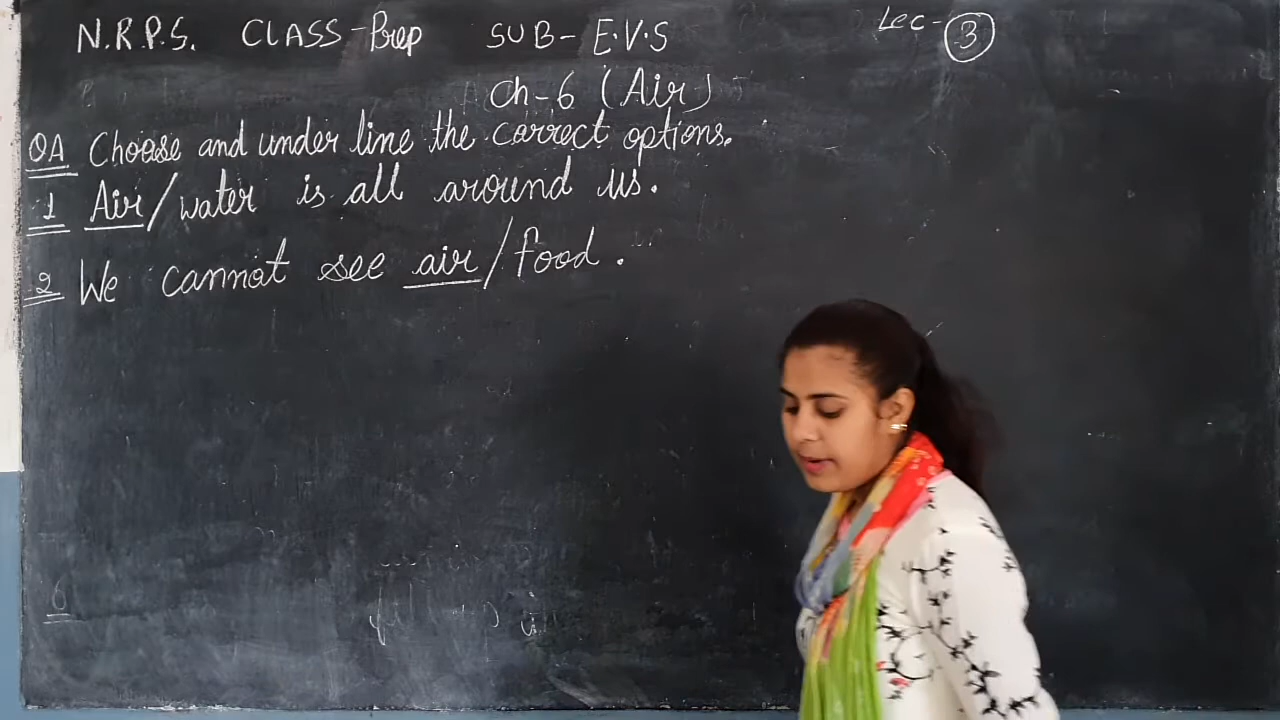 N.R.P.S. CLASS-Prep SUB- E.V.S Lec- 3
Ch-6 (Air)
QA Choose and under line the correct options.
1 Air/water is all around us.
2 We cannot see air/food.
6